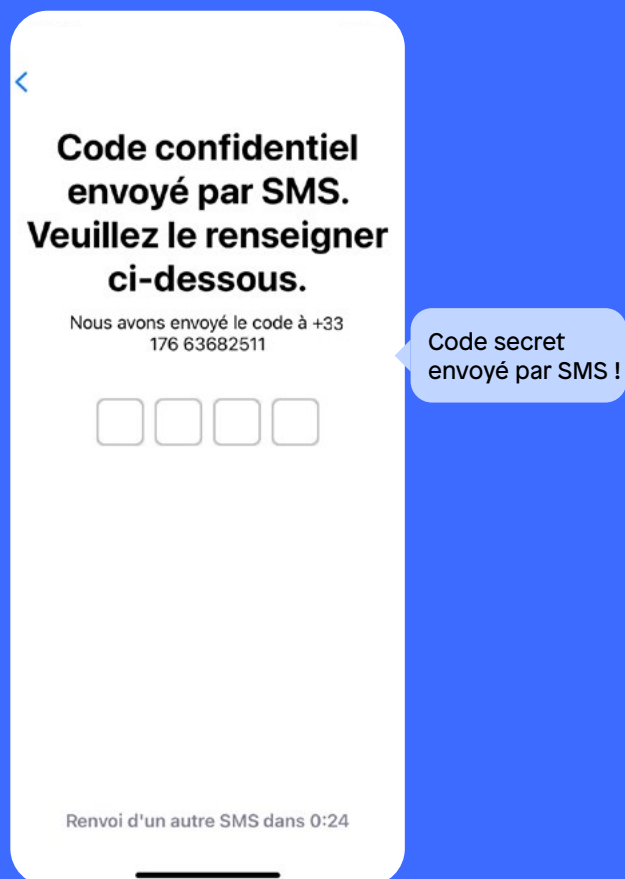 Code confidentiel
envoyé par SMS.
Veuillez le renseigner
ci-dessous.
Nous avons envoyé le code à +33
176 63682511
Code secret
envoyé par SMS !
Renvoi d'un autre SMS dans 0:24